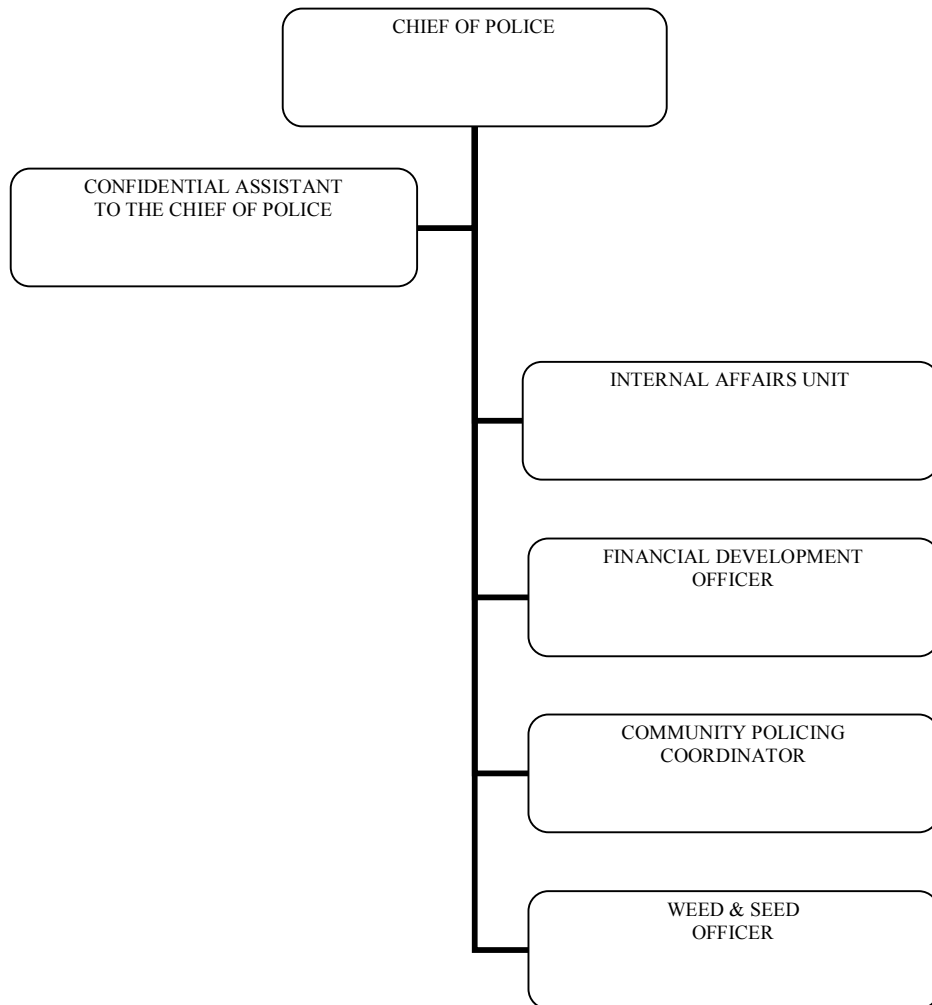 CHIEF OF POLICE
CONFIDENTIAL ASSISTANT
TO THE CHIEF OF POLICE
INTERNAL AFFAIRS UNIT
FINANCIAL DEVELOPMENT
OFFICER
COMMUNITY POLICING
COORDINATOR
WEED & SEED
OFFICER